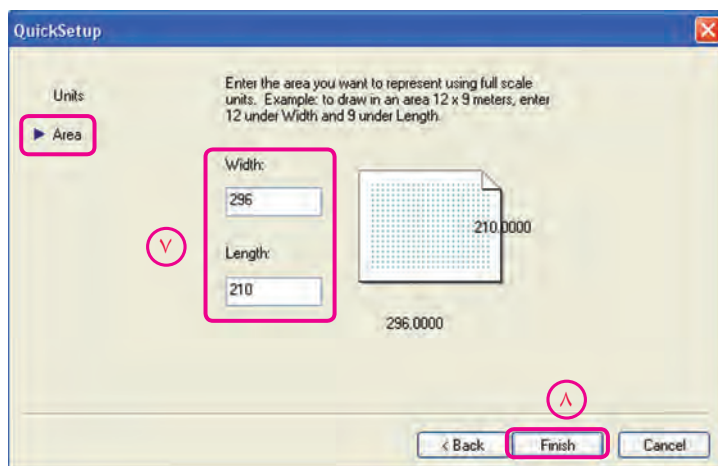 QuickSetup
Units
Area
Enter the area you want to represent using full scale
units. Example: to draw in an area 12 x 9 meters, enter
12 under Width and 9 under Length.
Width:
296
210.0000
۷
Length:
210
296.0000
۸
< Back
Finish
Cancel